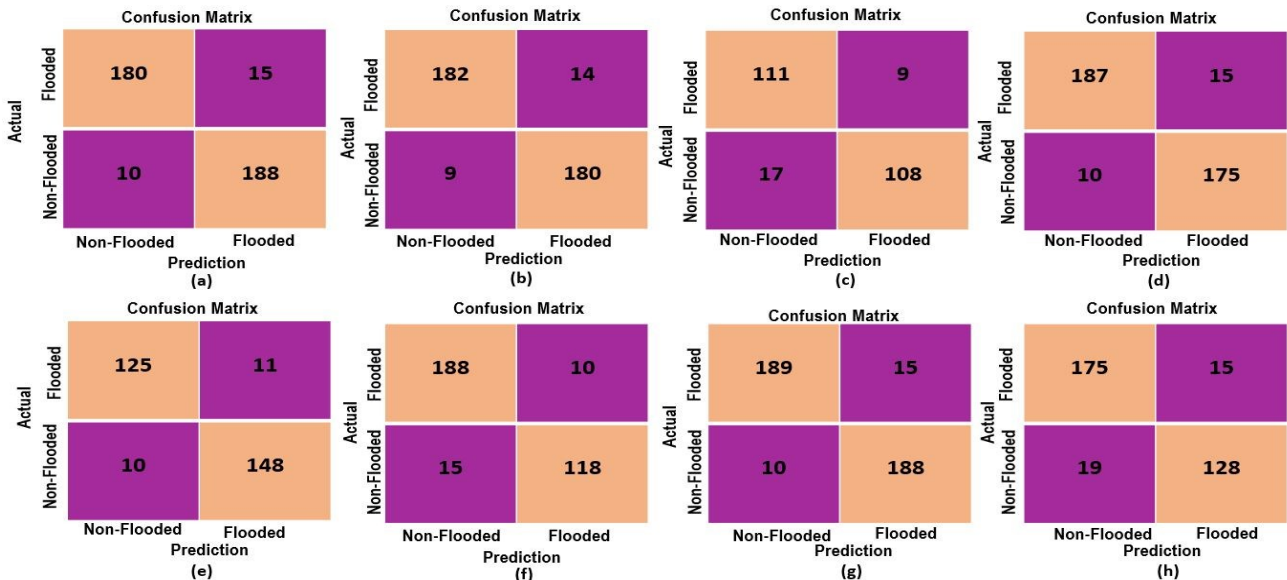 Confusion Matrix
Actual
Flooded
Non-Flooded
180 15
10 188
Non-Flooded Flooded
Prediction
(a)
Confusion Matrix
Actual
Flooded
Non-Flooded
182 14
9 180
Non-Flooded Flooded
Prediction
(b)
Confusion Matrix
Actual
Flooded
Non-Flooded
111 9
17 108
Non-Flooded Flooded
Prediction
(c)
Confusion Matrix
Actual
Flooded
Non-Flooded
187 15
10 175
Non-Flooded Flooded
Prediction
(d)
Confusion Matrix
Actual
Flooded
Non-Flooded
125 11
10 148
Non-Flooded Flooded
Prediction
(e)
Confusion Matrix
Actual
Flooded
Non-Flooded
188 10
15 118
Non-Flooded Flooded
Prediction
(f)
Confusion Matrix
Actual
Flooded
Non-Flooded
189 15
10 188
Non-Flooded Flooded
Prediction
(g)
Confusion Matrix
Actual
Flooded
Non-Flooded
175 15
19 128
Non-Flooded Flooded
Prediction
(h)